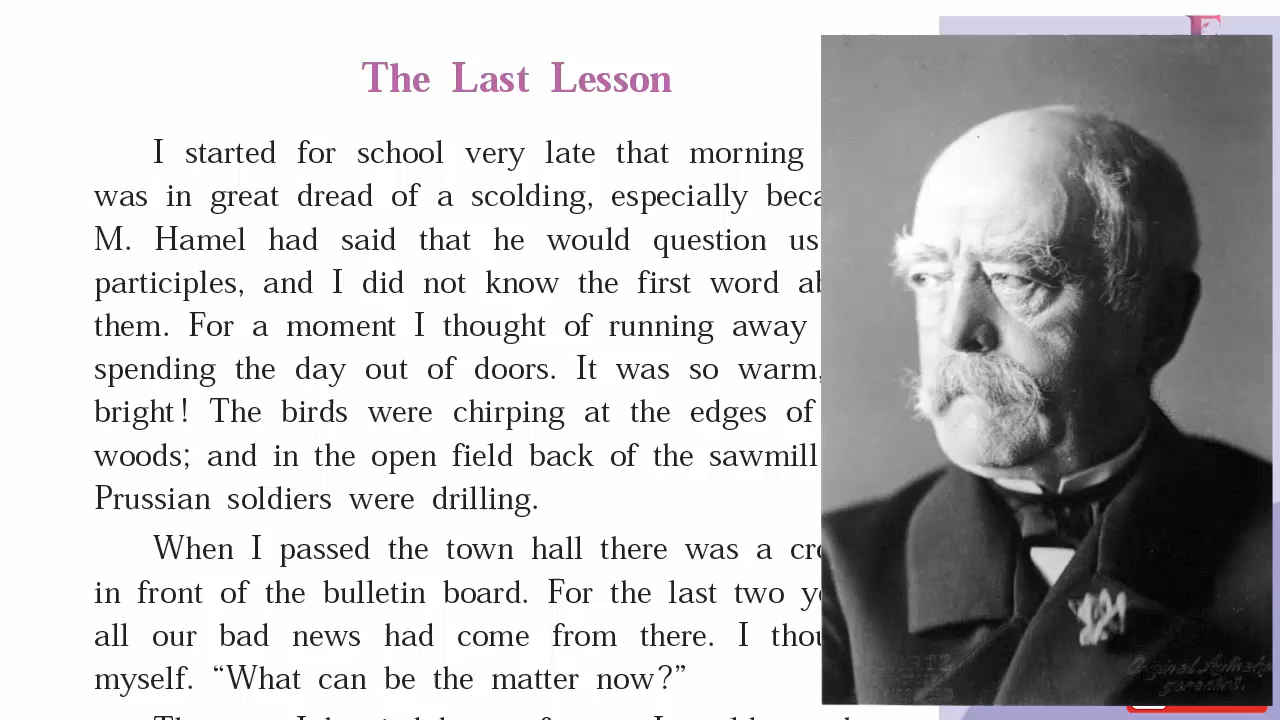 The Last Lesson
I started for school very late that morning
was in great dread of a scolding, especially
M. Hamel had said that he would question us
participles, and I did not know the first word
them. For a moment I thought of running away
spending the day out of doors. It was so warm,
bright! The birds were chirping at the edges of
woods; and in the open field back of the sawmill
Prussian soldiers were drilling.
When I passed the town hall there was a
in front of the bulletin board. For the last two
all our bad news had come from there. I
myself. “What can be the matter now?”